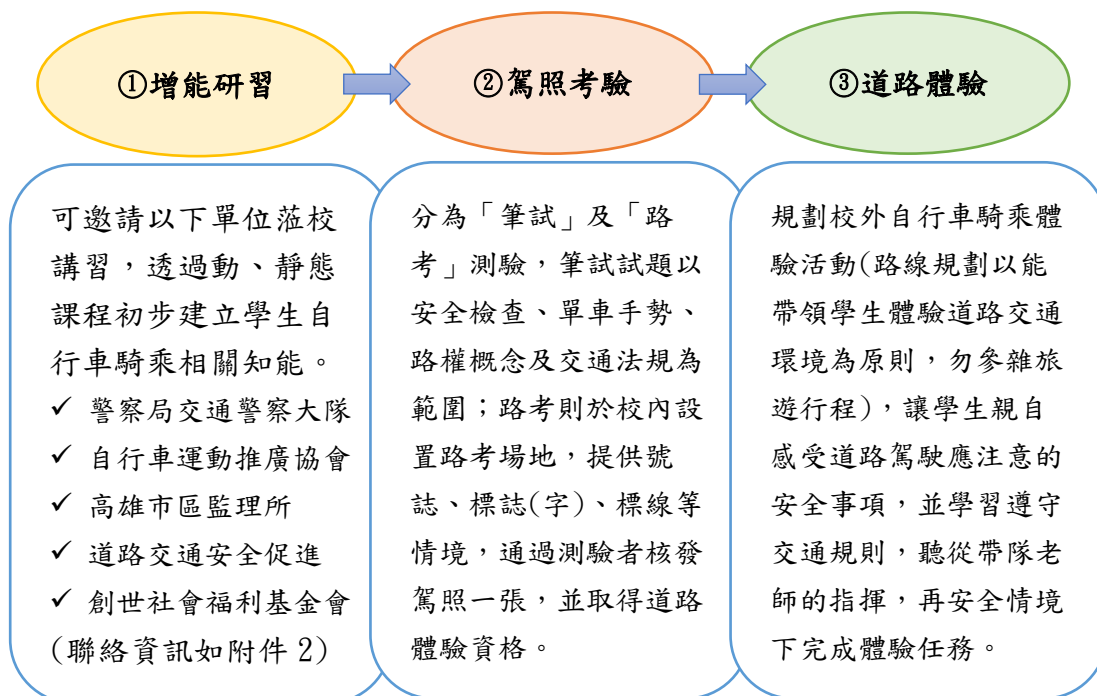 ①增能研習
②駕照考驗
③道路體驗
可邀請以下單位蒞校
講習，透過動、靜態
課程初步建立學生自
行車騎乘相關知能。
✓ 警察局交通警察大隊
✓ 自行車運動推廣協會
✓ 高雄市區監理所
✓ 道路交通安全促進
✓ 創世社會福利基金會
(聯絡資訊如附件 2)
分為「筆試」及「路
考」測驗，筆試試題以
安全檢查、單車手勢、
路權概念及交通法規為
範圍；路考則於校內設
置路考場地，提供號
誌、標誌(字)、標線等
情境，通過測驗者核發
駕照一張，並取得道路
體驗資格。
規劃校外自行車騎乘體
驗活動(路線規劃以能
帶領學生體驗道路交通
環境為原則，勿參雜旅
遊行程)，讓學生親自
感受道路駕駛應注意的
安全事項，並學習遵守
交通規則，聽從帶隊老
師的指揮，再安全情境
下完成體驗任務。